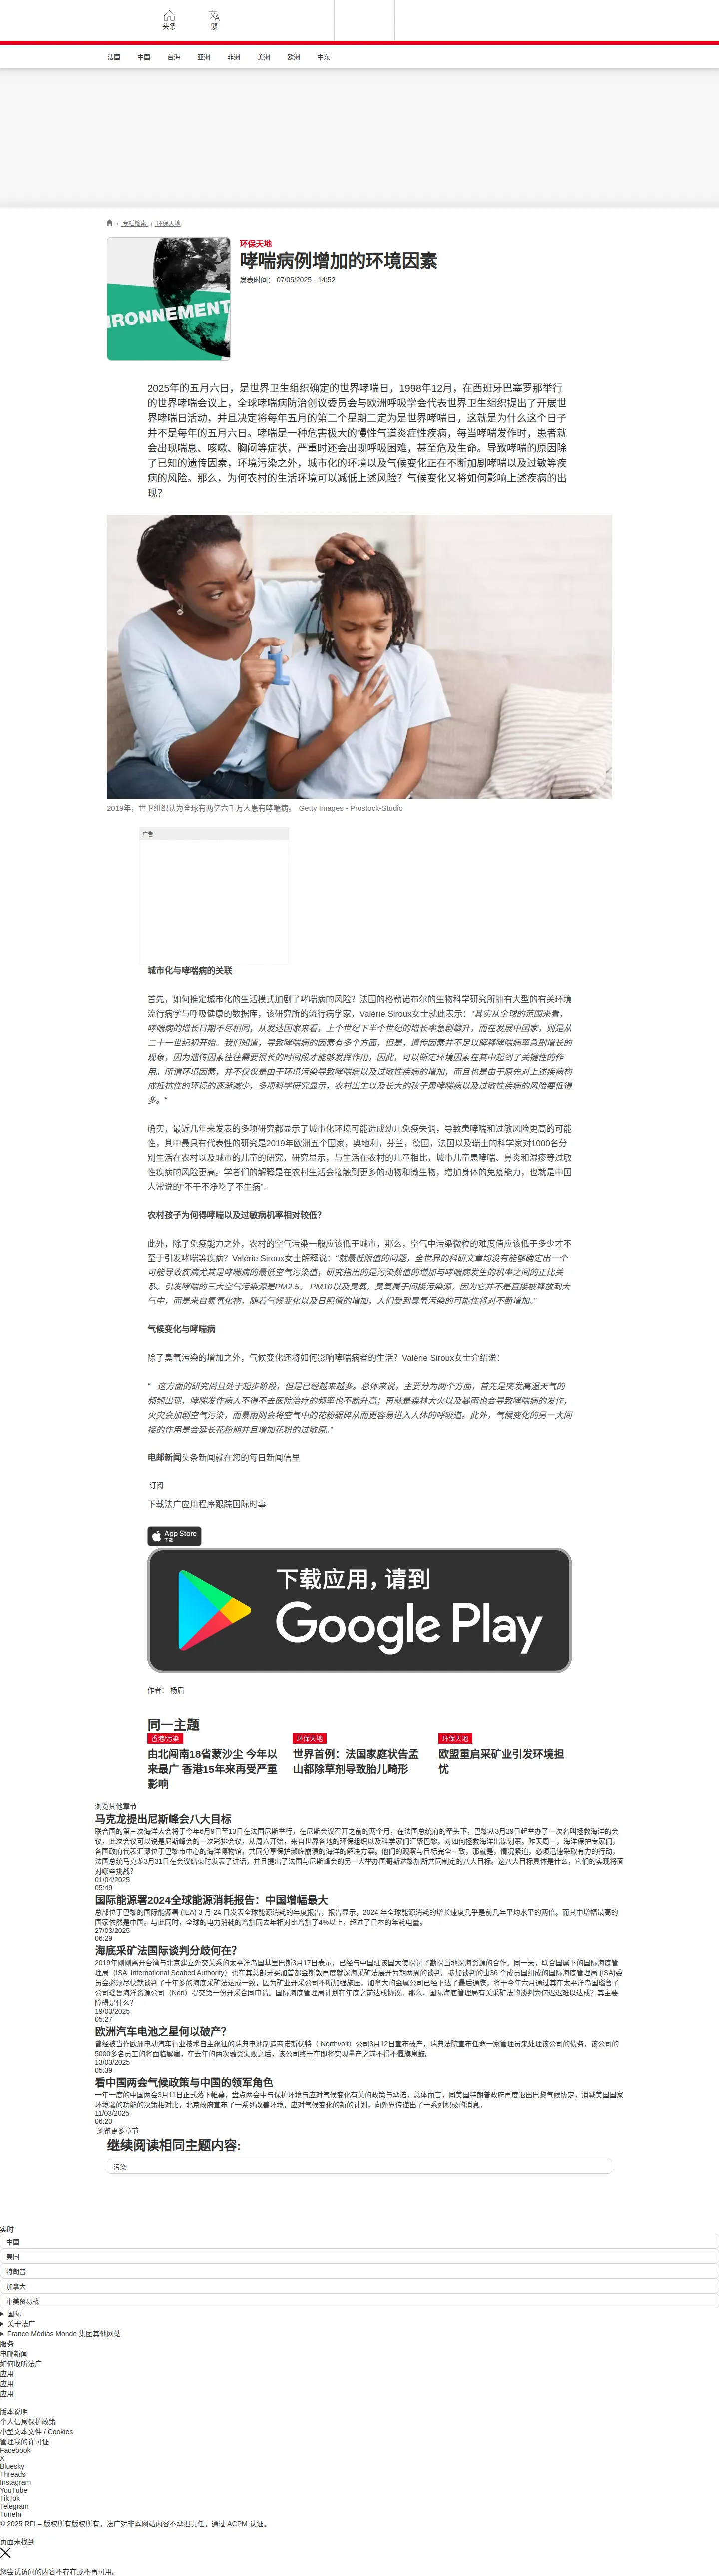 头条
繁
法国
中国
台海
亚洲
非洲
美洲
欧洲
中东
/ 专栏检索 / 环保天地
IRONNEMENT
环保天地
哮喘病例增加的环境因素
发表时间： 07/05/2025 - 14:52
2025年的五月六日，是世界卫生组织确定的世界哮喘日，1998年12月，在西班牙巴塞罗那举行
的世界哮喘会议上，全球哮喘病防治创议委员会与欧洲呼吸学会代表世界卫生组织提出了开展世
界哮喘日活动，并且决定将每年五月的第二个星期二定为是世界哮喘日，这就是为什么这个日子
并不是每年的五月六日。哮喘是一种危害极大的慢性气道炎症性疾病，每当哮喘发作时，患者就
会出现喘息、咳嗽、胸闷等症状，严重时还会出现呼吸困难，甚至危及生命。导致哮喘的原因除
了已知的遗传因素，环境污染之外，城市化的环境以及气候变化正在不断加剧哮喘以及过敏等疾
病的风险。那么，为何农村的生活环境可以减低上述风险？气候变化又将如何影响上述疾病的出
现？
2019年，世卫组织认为全球有两亿六千万人患有哮喘病。 Getty Images - Prostock-Studio
广告
城市化与哮喘病的关联
首先，如何推定城市化的生活模式加剧了哮喘病的风险？法国的格勒诺布尔的生物科学研究所拥有大型的有关环境
流行病学与呼吸健康的数据库，该研究所的流行病学家，Valérie Siroux女士就此表示：“其实从全球的范围来看，
哮喘病的增长日期不尽相同，从发达国家来看，上个世纪下半个世纪的增长率急剧攀升，而在发展中国家，则是从
二十一世纪初开始。我们知道，导致哮喘病的因素有多个方面，但是，遗传因素并不足以解释哮喘病率急剧增长的
现象，因为遗传因素往往需要很长的时间段才能够发挥作用，因此，可以断定环境因素在其中起到了关键性的作
用。所谓环境因素，并不仅仅是由于环境污染导致哮喘病以及过敏性疾病的增加，而且也是由于原先对上述疾病构
成抵抗性的环境的逐渐减少，多项科学研究显示，农村出生以及长大的孩子患哮喘病以及过敏性疾病的风险要低得
多。”
确实，最近几年来发表的多项研究都显示了城市化环境可能造成幼儿免疫失调，导致患哮喘和过敏风险更高的可能
性，其中最具有代表性的研究是2019年欧洲五个国家，奥地利，芬兰，德国，法国以及瑞士的科学家对1000名分
别生活在农村以及城市的儿童的研究，研究显示，与生活在农村的儿童相比，城市儿童患哮喘、鼻炎和湿疹等过敏
性疾病的风险更高。学者们的解释是在农村生活会接触到更多的动物和微生物，增加身体的免疫能力，也就是中国
人常说的“不干不净吃了不生病”。
农村孩子为何得哮喘以及过敏病机率相对较低？
此外，除了免疫能力之外，农村的空气污染一般应该低于城市，那么，空气中污染微粒的难度值应该低于多少才不
至于引发哮喘等疾病？Valérie Siroux女士解释说：“就最低限值的问题，全世界的科研文章均没有能够确定出一个
可能导致疾病尤其是哮喘病的最低空气污染值，研究指出的是污染数值的增加与哮喘病发生的机率之间的正比关
系。引发哮喘的三大空气污染源是PM2.5， PM10以及臭氧，臭氧属于间接污染源，因为它并不是直接被释放到大
气中，而是来自氮氧化物，随着气候变化以及日照值的增加，人们受到臭氧污染的可能性将对不断增加。”
气候变化与哮喘病
除了臭氧污染的增加之外，气候变化还将如何影响哮喘病者的生活？Valérie Siroux女士介绍说：
“ 这方面的研究尚且处于起步阶段，但是已经越来越多。总体来说，主要分为两个方面，首先是突发高温天气的
频频出现，哮喘发作病人不得不去医院治疗的频率也不断升高；再就是森林大火以及暴雨也会导致哮喘病的发作，
火灾会加剧空气污染，而暴雨则会将空气中的花粉碾碎从而更容易进入人体的呼吸道。此外，气候变化的另一大间
接的作用是会延长花粉期并且增加花粉的过敏原。”
电邮新闻头条新闻就在您的每日新闻信里
订阅
下载法广应用程序跟踪国际时事
App Store
下载
下载应用，请到
Google Play
作者： 杨眉
同一主题
香港/污染
由北闯南18省蒙沙尘 今年以
来最广 香港15年来再受严重
影响
环保天地
世界首例：法国家庭状告孟
山都除草剂导致胎儿畸形
环保天地
欧盟重启采矿业引发环境担
忧
浏览其他章节
马克龙提出尼斯峰会八大目标
联合国的第三次海洋大会将于今年6月9日至13日在法国尼斯举行，在尼斯会议召开之前的两个月，在法国总统府的牵头下，巴黎从3月29日起举办了一次名叫拯救海洋的会
议，此次会议可以说是尼斯峰会的一次彩排会议，从周六开始，来自世界各地的环保组织以及科学家们汇聚巴黎，对如何拯救海洋出谋划策。昨天周一，海洋保护专家们，
各国政府代表汇聚位于巴黎市中心的海洋博物馆，共同分享保护濒临崩溃的海洋的解决方案。他们的观察与目标完全一致，那就是，情况紧迫，必须迅速采取有力的行动，
法国总统马克龙3月31日在会议结束时发表了讲话，并且提出了法国与尼斯峰会的另一大举办国哥斯达黎加所共同制定的八大目标。这八大目标具体是什么，它们的实现将面
对哪些挑战？
01/04/2025
05:49
国际能源署2024全球能源消耗报告：中国增幅最大
总部位于巴黎的国际能源署 (IEA) 3 月 24 日发表全球能源消耗的年度报告，报告显示，2024 年全球能源消耗的增长速度几乎是前几年平均水平的两倍。而其中增幅最高的
国家依然是中国。与此同时，全球的电力消耗的增加同去年相对比增加了4%以上，超过了日本的年耗电量。
27/03/2025
06:29
海底采矿法国际谈判分歧何在？
2019年刚刚离开台湾与北京建立外交关系的太平洋岛国基里巴斯3月17日表示，已经与中国驻该国大使探讨了勘探当地深海资源的合作。同一天，联合国属下的国际海底管
理局（ISA International Seabed Authority）也在其总部牙买加首都金斯敦再度就深海采矿法展开为期两周的谈判。参加谈判的由36 个成员国组成的国际海底管理局 (ISA)委
员会必须尽快就谈判了十年多的海底采矿法达成一致，因为矿业开采公司不断加强施压，加拿大的金属公司已经下达了最后通牒，将于今年六月通过其在太平洋岛国瑙鲁子
公司瑙鲁海洋资源公司（Nori）提交第一份开采合同申请。国际海底管理局计划在年底之前达成协议。那么，国际海底管理局有关采矿法的谈判为何迟迟难以达成？其主要
障碍是什么？
19/03/2025
05:27
欧洲汽车电池之星何以破产？
曾经被当作欧洲电动汽车行业技术自主象征的瑞典电池制造商诺斯伏特（ Northvolt）公司3月12日宣布破产，瑞典法院宣布任命一家管理员来处理该公司的债务，该公司的
5000多名员工的将面临解雇，在去年的两次融资失败之后，该公司终于在即将实现量产之前不得不偃旗息鼓。
13/03/2025
05:39
看中国两会气候政策与中国的领军角色
一年一度的中国两会3月11日正式落下帷幕，盘点两会中与保护环境与应对气候变化有关的政策与承诺，总体而言，同美国特朗普政府再度退出巴黎气候协定，消减美国国家
环境署的功能的决策相对比，北京政府宣布了一系列改善环境，应对气候变化的新的计划，向外界传递出了一系列积极的消息。
11/03/2025
06:20
浏览更多章节
继续阅读相同主题内容:
污染
实时
中国
美国
特朗普
加拿大
中美贸易战
国际
关于法广
France Médias Monde 集团其他网站
服务
电邮新闻
如何收听法广
应用
应用
应用
版本说明
个人信息保护政策
小型文本文件 / Cookies
管理我的许可证
Facebook
X
Bluesky
Threads
Instagram
YouTube
TikTok
Telegram
TuneIn
© 2025 RFI – 版权所有版权所有。法广对非本网站内容不承担责任。通过 ACPM 认证。
页面未找到
您尝试访问的内容不存在或不再可用。